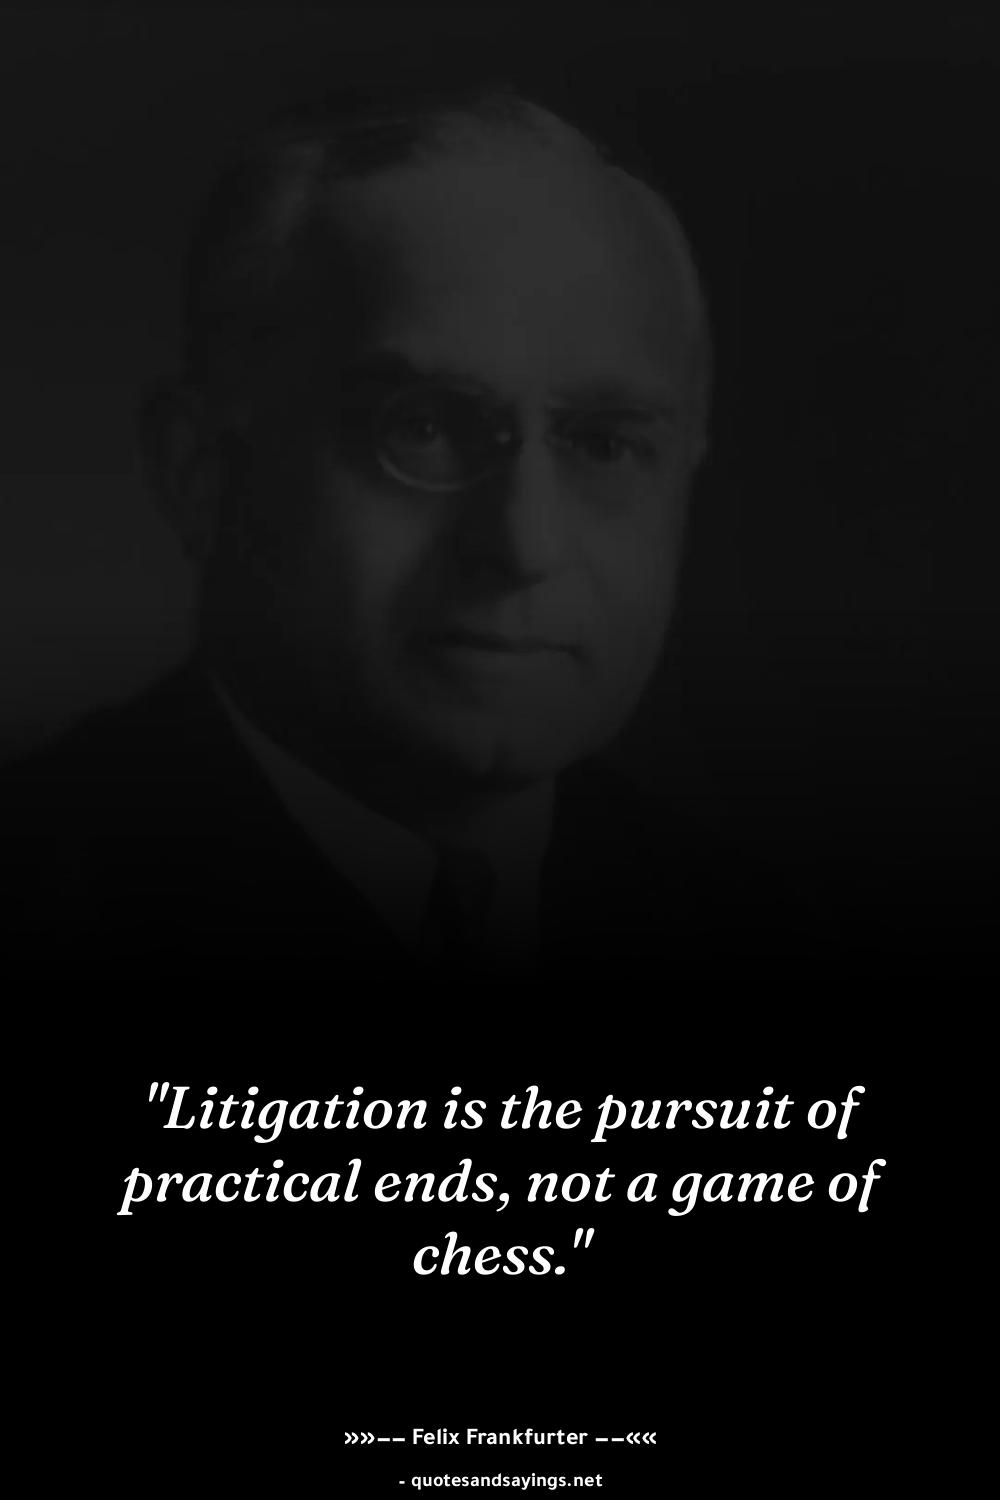 "Litigation is the pursuit of
practical ends, not a game of
chess."
»»−− Felix Frankfurter −−««
- quotesandsayings.net